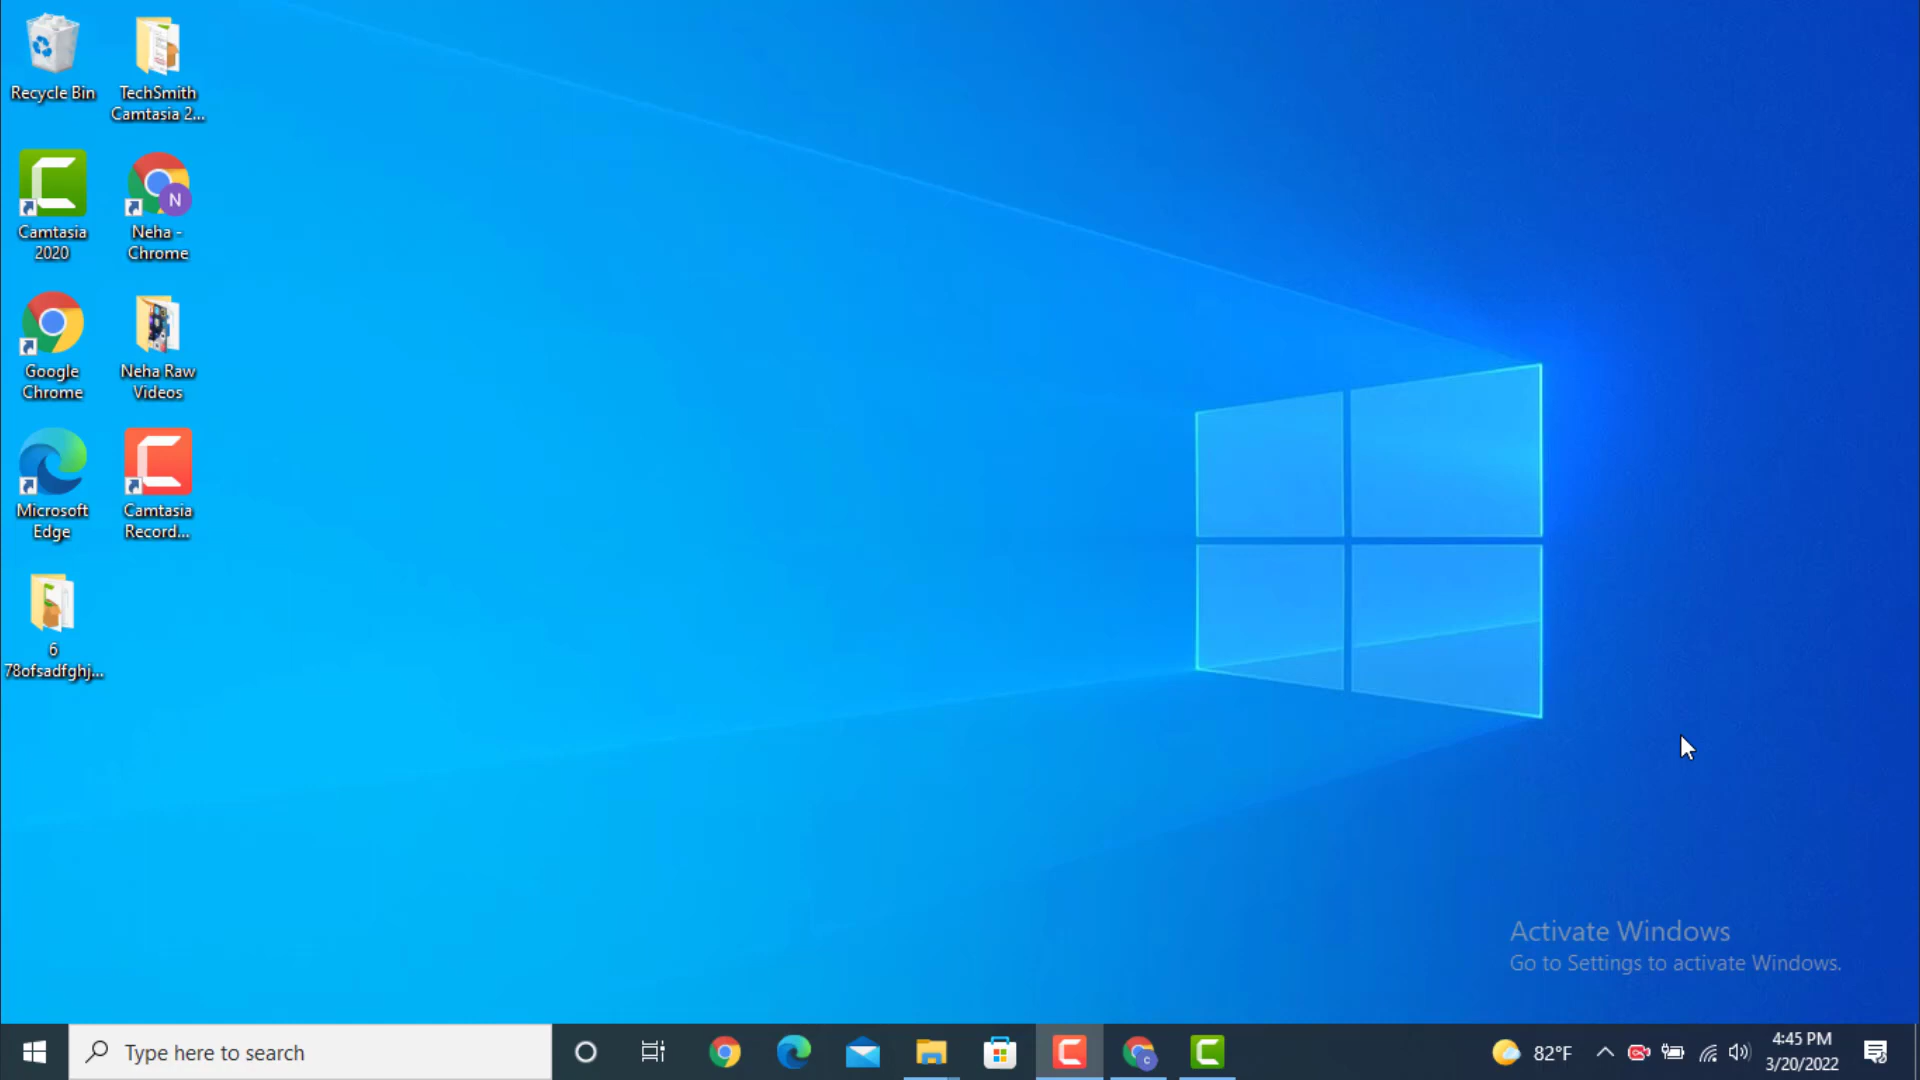 Recycle Bin
TechSmith
Camtasia 2...
Camtasia
2020
N
Neha -
Chrome
Google
Chrome
Neha Raw
Videos
Microsoft
Edge
Camtasia
Record...
6
78ofsadfghj...
Activate Windows
Go to Settings to activate Windows.
Type here to search
C
82°F
4:45 PM
3/20/2022